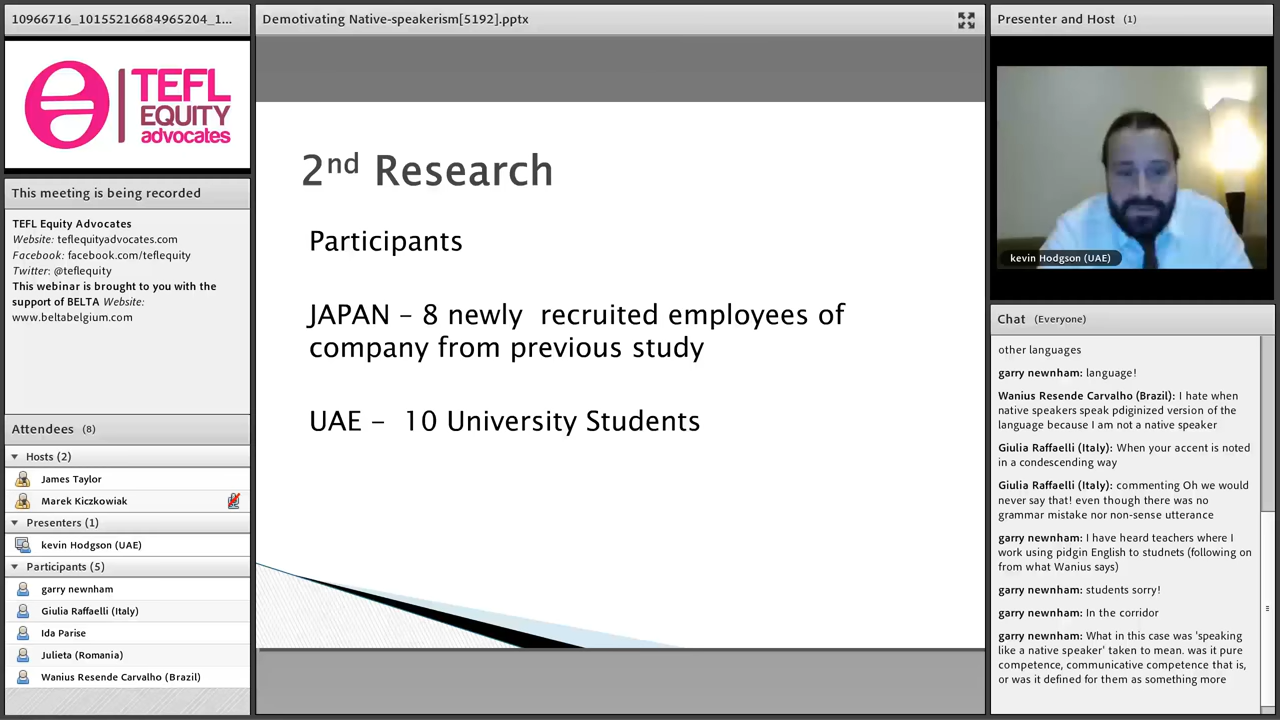 10966716_10155216684965204_1...
TEFL
EQUITY
advocates
This meeting is being recorded
TEFL Equity Advocates
Website: teflequityadvocates.com
Facebook: facebook.com/teflequity
Twitter: @teflequity
This webinar is brought to you with the
support of BELTA Website:
www.beltabelgium.com
Attendees (8)
Hosts (2)
James Taylor
Marek Kiczkowiak
Presenters (1)
kevin Hodgson (UAE)
Participants (5)
garry newnham
Giulia Raffaelli (Italy)
Ida Parise
Julieta (Romania)
Wanius Resende Carvalho (Brazil)
Demotivating Native-speakerism[5192].pptx
2nd Research
Participants
JAPAN – 8 newly recruited employees of
company from previous study
UAE – 10 University Students
Presenter and Host (1)
kevin Hodgson (UAE)
Chat (Everyone)
other languages
garry newnham: language!
Wanius Resende Carvalho (Brazil): I hate when
native speakers speak pdiginized version of the
language because I am not a native speaker
Giulia Raffaelli (Italy): When your accent is noted
in a condescending way
Giulia Raffaelli (Italy): commenting Oh we would
never say that! even though there was no
grammar mistake nor non-sense utterance
garry newnham: I have heard teachers where I
work using pidgin English to studnets (following on
from what Wanius says)
garry newnham: students sorry!
garry newnham: In the corridor
garry newnham: What in this case was 'speaking
like a native speaker' taken to mean. was it pure
competence, communicative competence that is,
or was it defined for them as something more